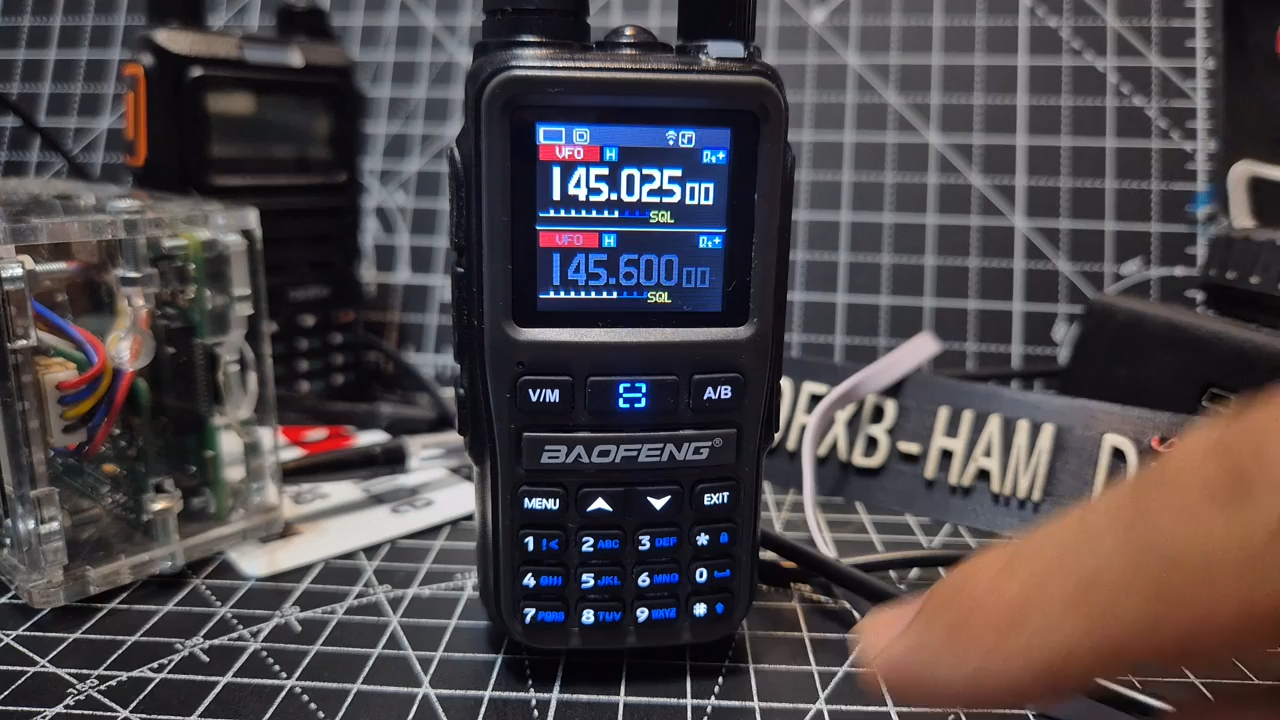 D
VFO H
145.02500
SQL
VFO H
145.60000
SQL
V/M
A/B
BAOFENG®
MENU
EXIT
1
2 ABC
3 DEF
*
4 GHI
5 JKL
6 MNO
0
7 PQRS
8 TUV
9 WXYZ
#
FXB-HAM D